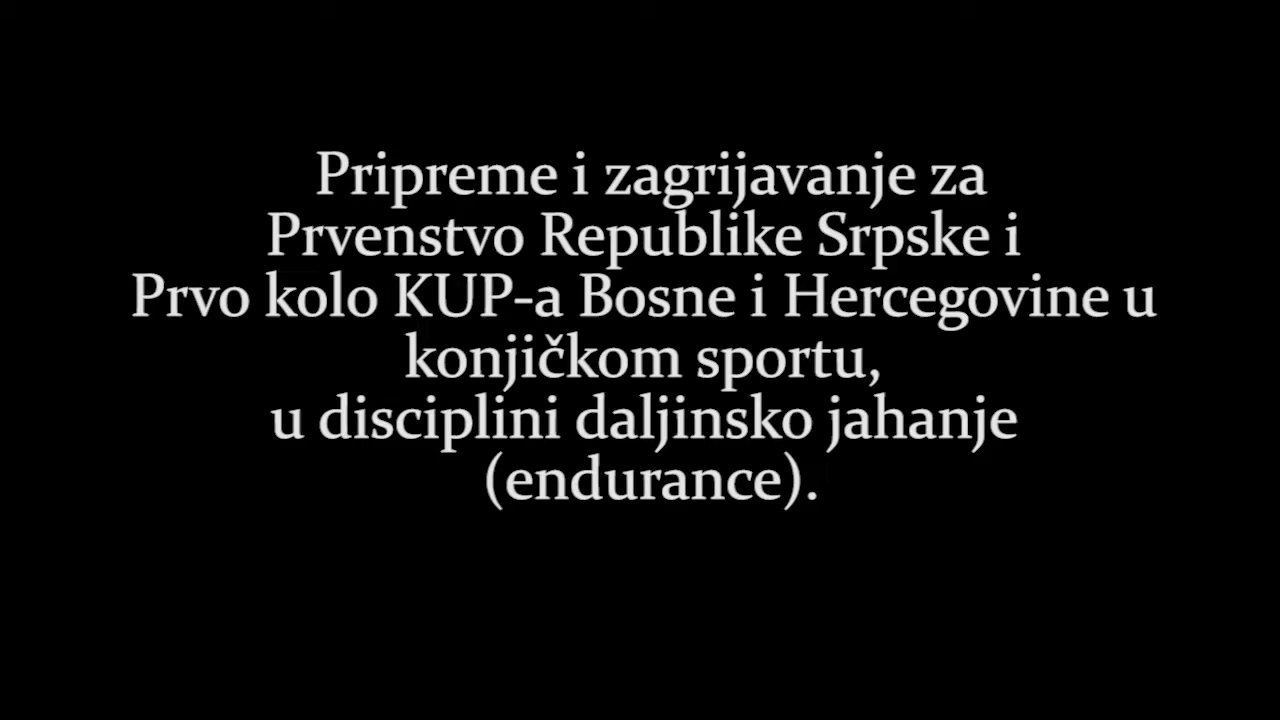 Pripreme i zagrijavanje za
Prvenstvo Republike Srpske i
Prvo kolo KUP-a Bosne i Hercegovine u
konjičkom sportu,
u disciplini daljinsko jahanje
(endurance).